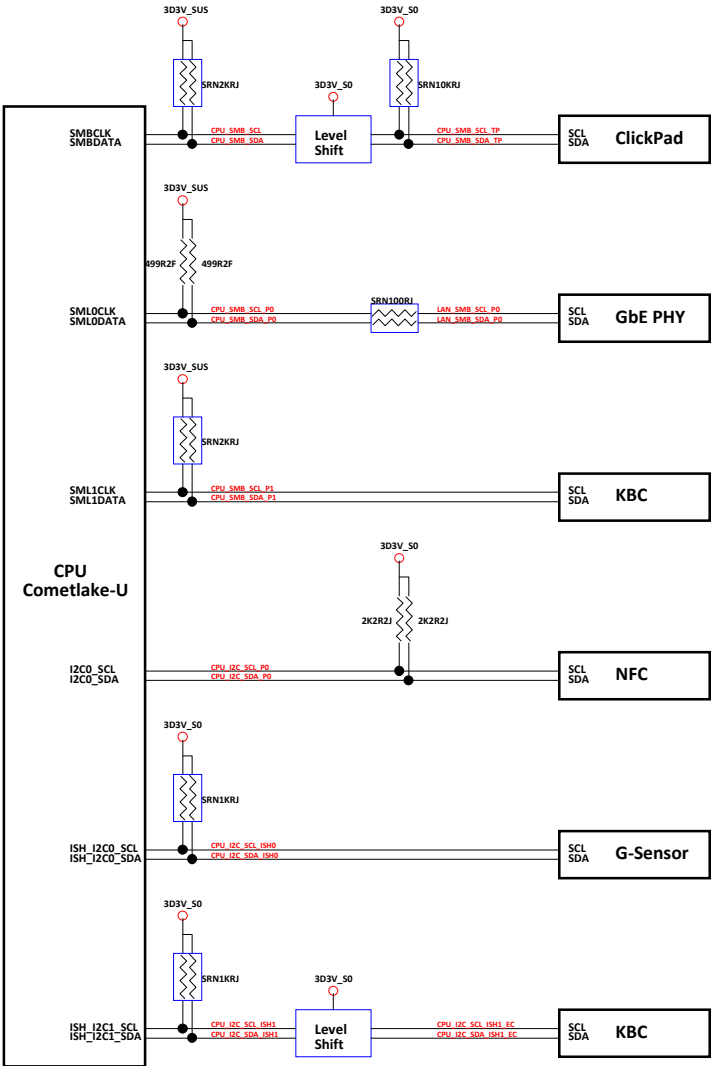 3D3V_SUS
3D3V_S0
SRN2KRJ
3D3V_S0
SRN10KRJ
SMBCLK
SMBDATA
CPU_SMB_SCL
CPU_SMB_SDA
Level
Shift
CPU_SMB_SCL_TP
CPU_SMB_SDA_TP
SCL
SDA
ClickPad
3D3V_SUS
499R2F
499R2F
SML0CLK
SML0DATA
CPU_SMB_SCL_P0
CPU_SMB_SDA_P0
SRN100RJ
LAN_SMB_SCL_P0
LAN_SMB_SDA_P0
SCL
SDA
GbE PHY
3D3V_SUS
SRN2KRJ
SML1CLK
SML1DATA
CPU_SMB_SCL_P1
CPU_SMB_SDA_P1
SCL
SDA
KBC
CPU
Cometlake-U
3D3V_S0
2K2R2J
2K2R2J
I2C0_SCL
I2C0_SDA
CPU_I2C_SCL_P0
CPU_I2C_SDA_P0
SCL
SDA
NFC
3D3V_S0
SRN1KRJ
ISH_I2C0_SCL
ISH_I2C0_SDA
CPU_I2C_SCL_ISH0
CPU_I2C_SDA_ISH0
SCL
SDA
G-Sensor
3D3V_S0
SRN1KRJ
3D3V_S0
ISH_I2C1_SCL
ISH_I2C1_SDA
CPU_I2C_SCL_ISH1
CPU_I2C_SDA_ISH1
Level
Shift
CPU_I2C_SCL_ISH1_EC
CPU_I2C_SDA_ISH1_EC
SCL
SDA
KBC